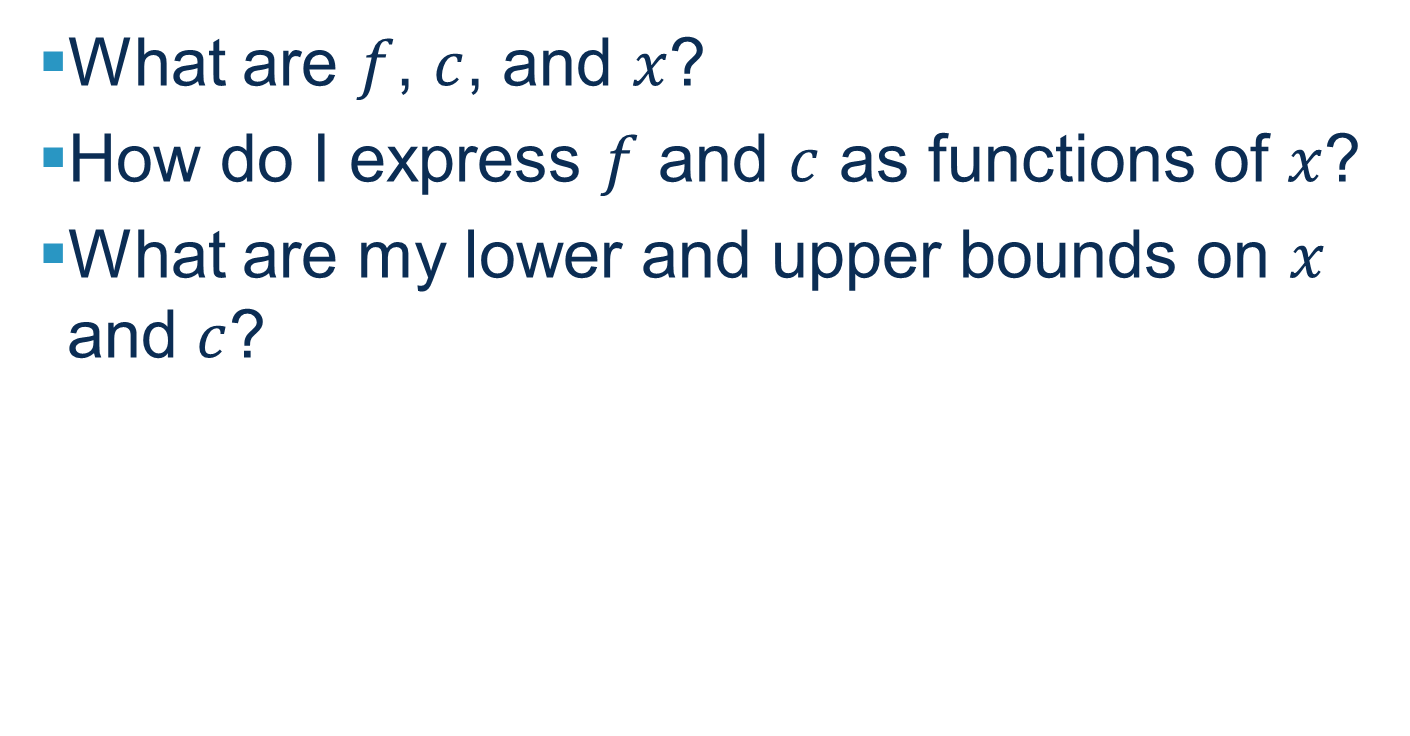 ▪What are 𝑓, 𝑐, and 𝑥?
▪How do I express 𝑓 and 𝑐 as functions of 𝑥?
▪What are my lower and upper bounds on 𝑥
and 𝑐?